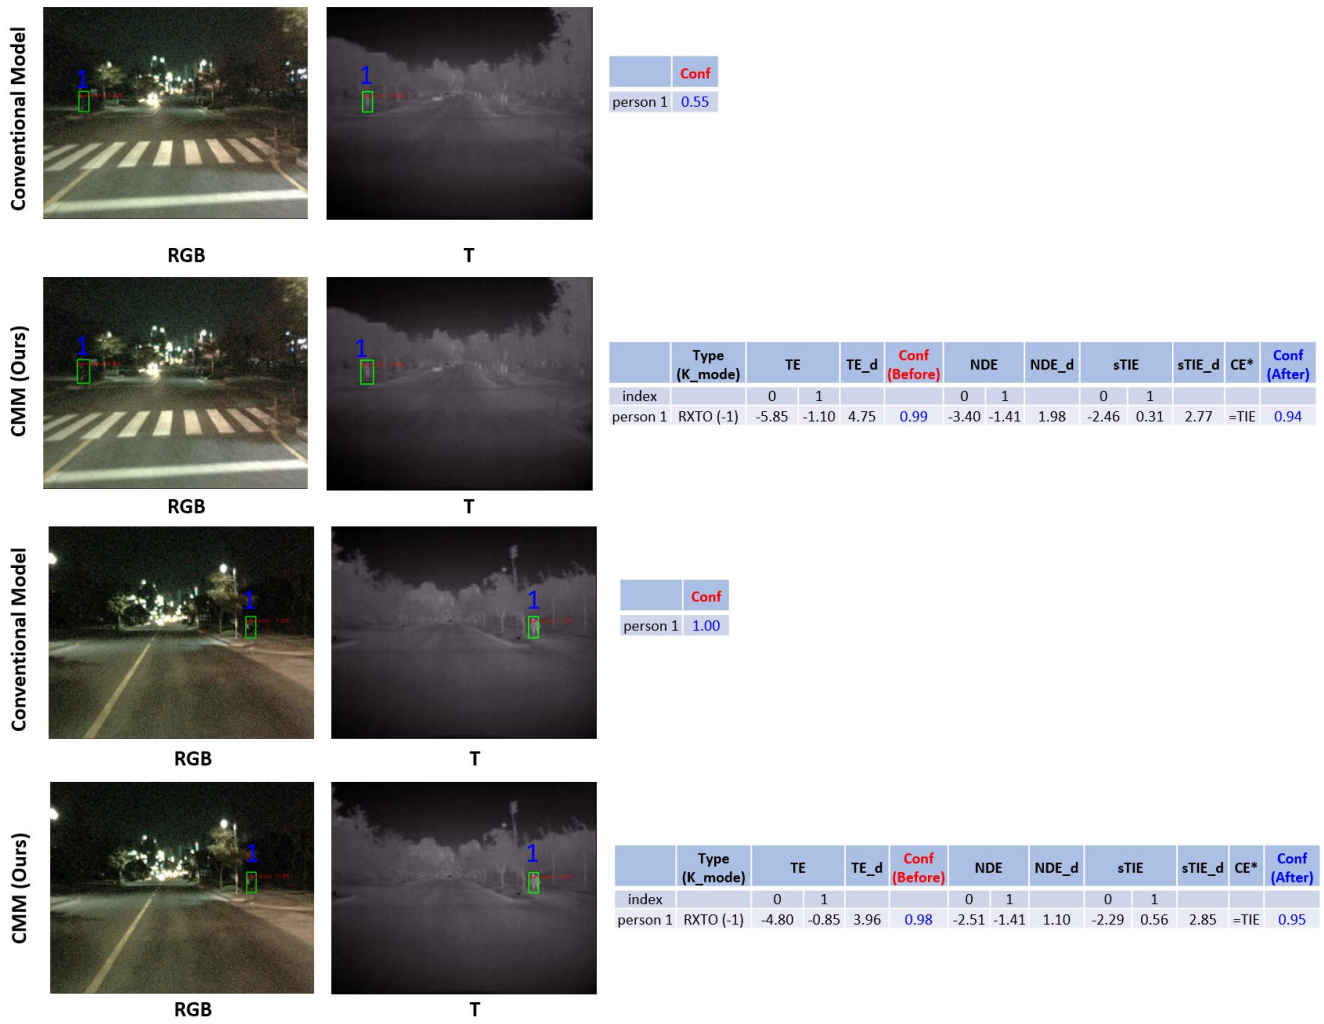 Conventional Model
1
1
Conf
person 1 0.55
RGB T
CMM (Ours)
1
1
Type (K_mode) TE TE_d Conf (Before) NDE NDE_d sTIE sTIE_d CE* Conf (After)
index 0 1 0 1 0 1
person 1 RXTO (-1) -5.85 -1.10 4.75 0.99 -3.40 -1.41 1.98 -2.46 0.31 2.77 =TIE 0.94
RGB T
Conventional Model
1
1
Conf
person 1 1.00
RGB T
CMM (Ours)
1
1
Type (K_mode) TE TE_d Conf (Before) NDE NDE_d sTIE sTIE_d CE* Conf (After)
index 0 1 0 1 0 1
person 1 RXTO (-1) -4.80 -0.85 3.96 0.98 -2.51 -1.41 1.10 -2.29 0.56 2.85 =TIE 0.95
RGB T